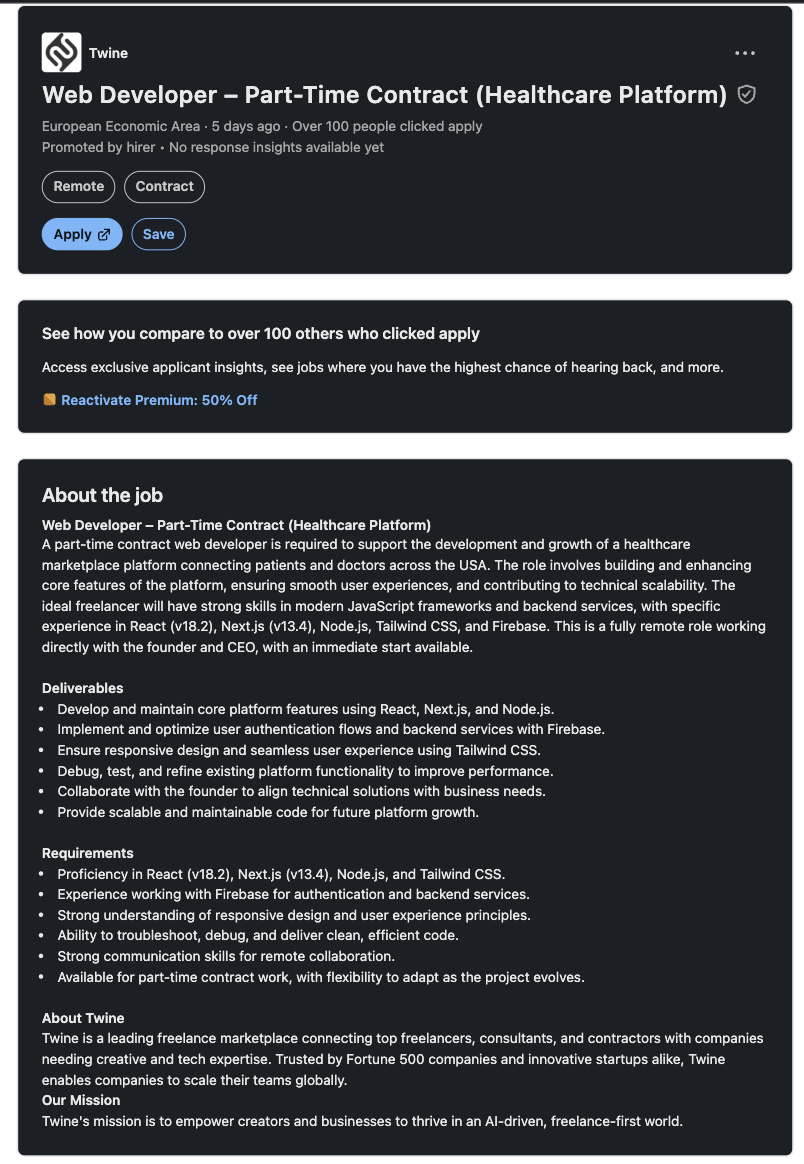 Twine
Web Developer – Part-Time Contract (Healthcare Platform)
European Economic Area · 5 days ago · Over 100 people clicked apply
Promoted by hirer • No response insights available yet
Remote
Contract
Apply
Save
See how you compare to over 100 others who clicked apply
Access exclusive applicant insights, see jobs where you have the highest chance of hearing back, and more.
Reactivate Premium: 50% Off
About the job
Web Developer – Part-Time Contract (Healthcare Platform)
A part-time contract web developer is required to support the development and growth of a healthcare
marketplace platform connecting patients and doctors across the USA. The role involves building and enhancing
core features of the platform, ensuring smooth user experiences, and contributing to technical scalability. The
ideal freelancer will have strong skills in modern JavaScript frameworks and backend services, with specific
experience in React (v18.2), Next.js (v13.4), Node.js, Tailwind CSS, and Firebase. This is a fully remote role working
directly with the founder and CEO, with an immediate start available.
Deliverables
• Develop and maintain core platform features using React, Next.js, and Node.js.
• Implement and optimize user authentication flows and backend services with Firebase.
• Ensure responsive design and seamless user experience using Tailwind CSS.
• Debug, test, and refine existing platform functionality to improve performance.
• Collaborate with the founder to align technical solutions with business needs.
• Provide scalable and maintainable code for future platform growth.
Requirements
• Proficiency in React (v18.2), Next.js (v13.4), Node.js, and Tailwind CSS.
• Experience working with Firebase for authentication and backend services.
• Strong understanding of responsive design and user experience principles.
• Ability to troubleshoot, debug, and deliver clean, efficient code.
• Strong communication skills for remote collaboration.
• Available for part-time contract work, with flexibility to adapt as the project evolves.
About Twine
Twine is a leading freelance marketplace connecting top freelancers, consultants, and contractors with companies
needing creative and tech expertise. Trusted by Fortune 500 companies and innovative startups alike, Twine
enables companies to scale their teams globally.
Our Mission
Twine's mission is to empower creators and businesses to thrive in an AI-driven, freelance-first world.